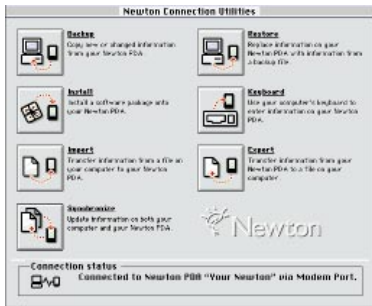 Newton Connection Utilities
Backup
Copy new or changed information
from your Newton PDA.
Restore
Replace information on your
Newton PDA with information from
a backup file.
Install
Install a software package onto
your Newton PDA.
Keyboard
Use your computer's keyboard to
enter information on your Newton
PDA.
Import
Transfer information from a file on
your computer to your Newton
PDA.
Export
Transfer information from your
Newton PDA to a file on your
computer.
Synchronize
Update information on both your
computer and your Newton PDA.
Newton
Connection status
Connected to Newton PDA "Your Newton" via Modem Port.